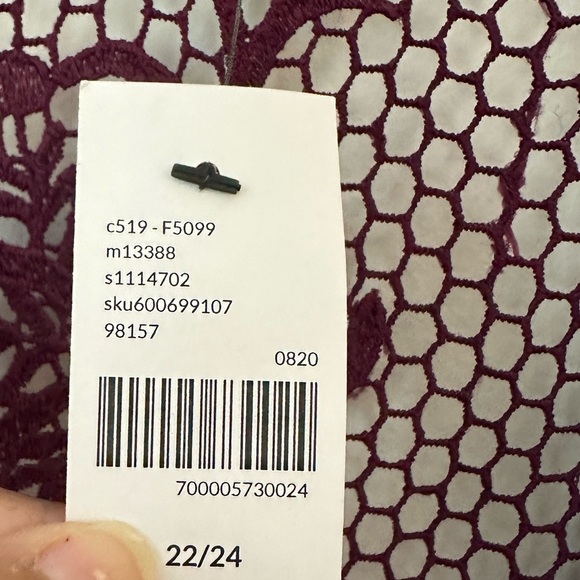 c519 - F5099
m13388
s1114702
sku600699107
98157
0820
700005730024
22/24